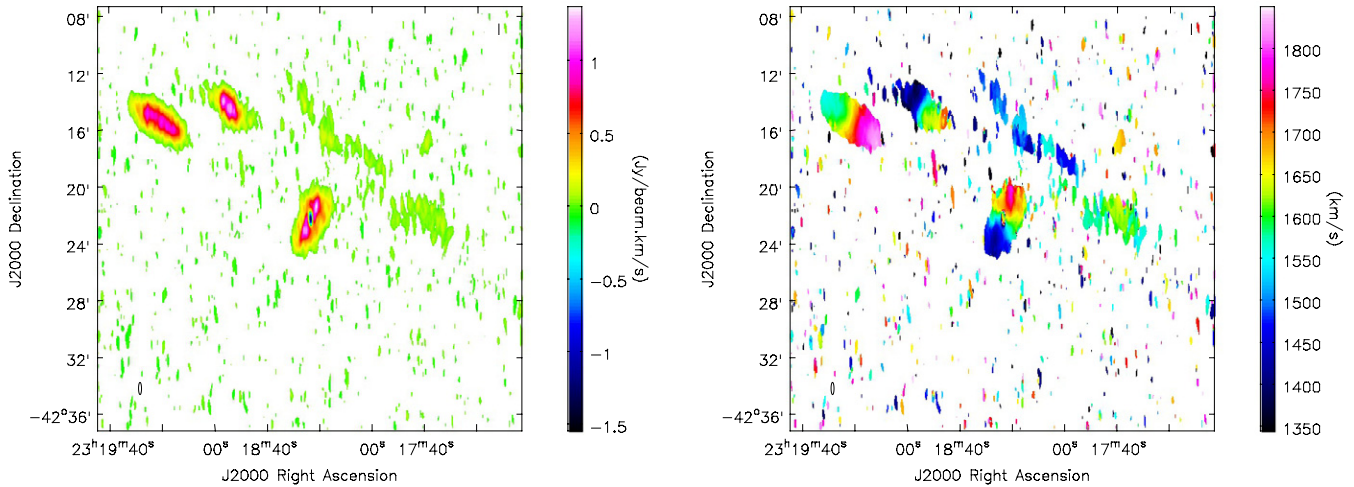 08'
12'
16'
20'
24'
28'
32'
−42°36'
J2000 Declination
23ʰ19ᵐ40ˢ
00ˢ
18ᵐ40ˢ
00ˢ
17ᵐ40ˢ
J2000 Right Ascension
I
1
0.5
0
−0.5
−1
−1.5
(Jy/beam.km/s)
08'
12'
16'
20'
24'
28'
32'
−42°36'
J2000 Declination
23ʰ19ᵐ40ˢ
00ˢ
18ᵐ40ˢ
00ˢ
17ᵐ40ˢ
J2000 Right Ascension
I
1800
1750
1700
1650
1600
1550
1500
1450
1400
1350
(km/s)